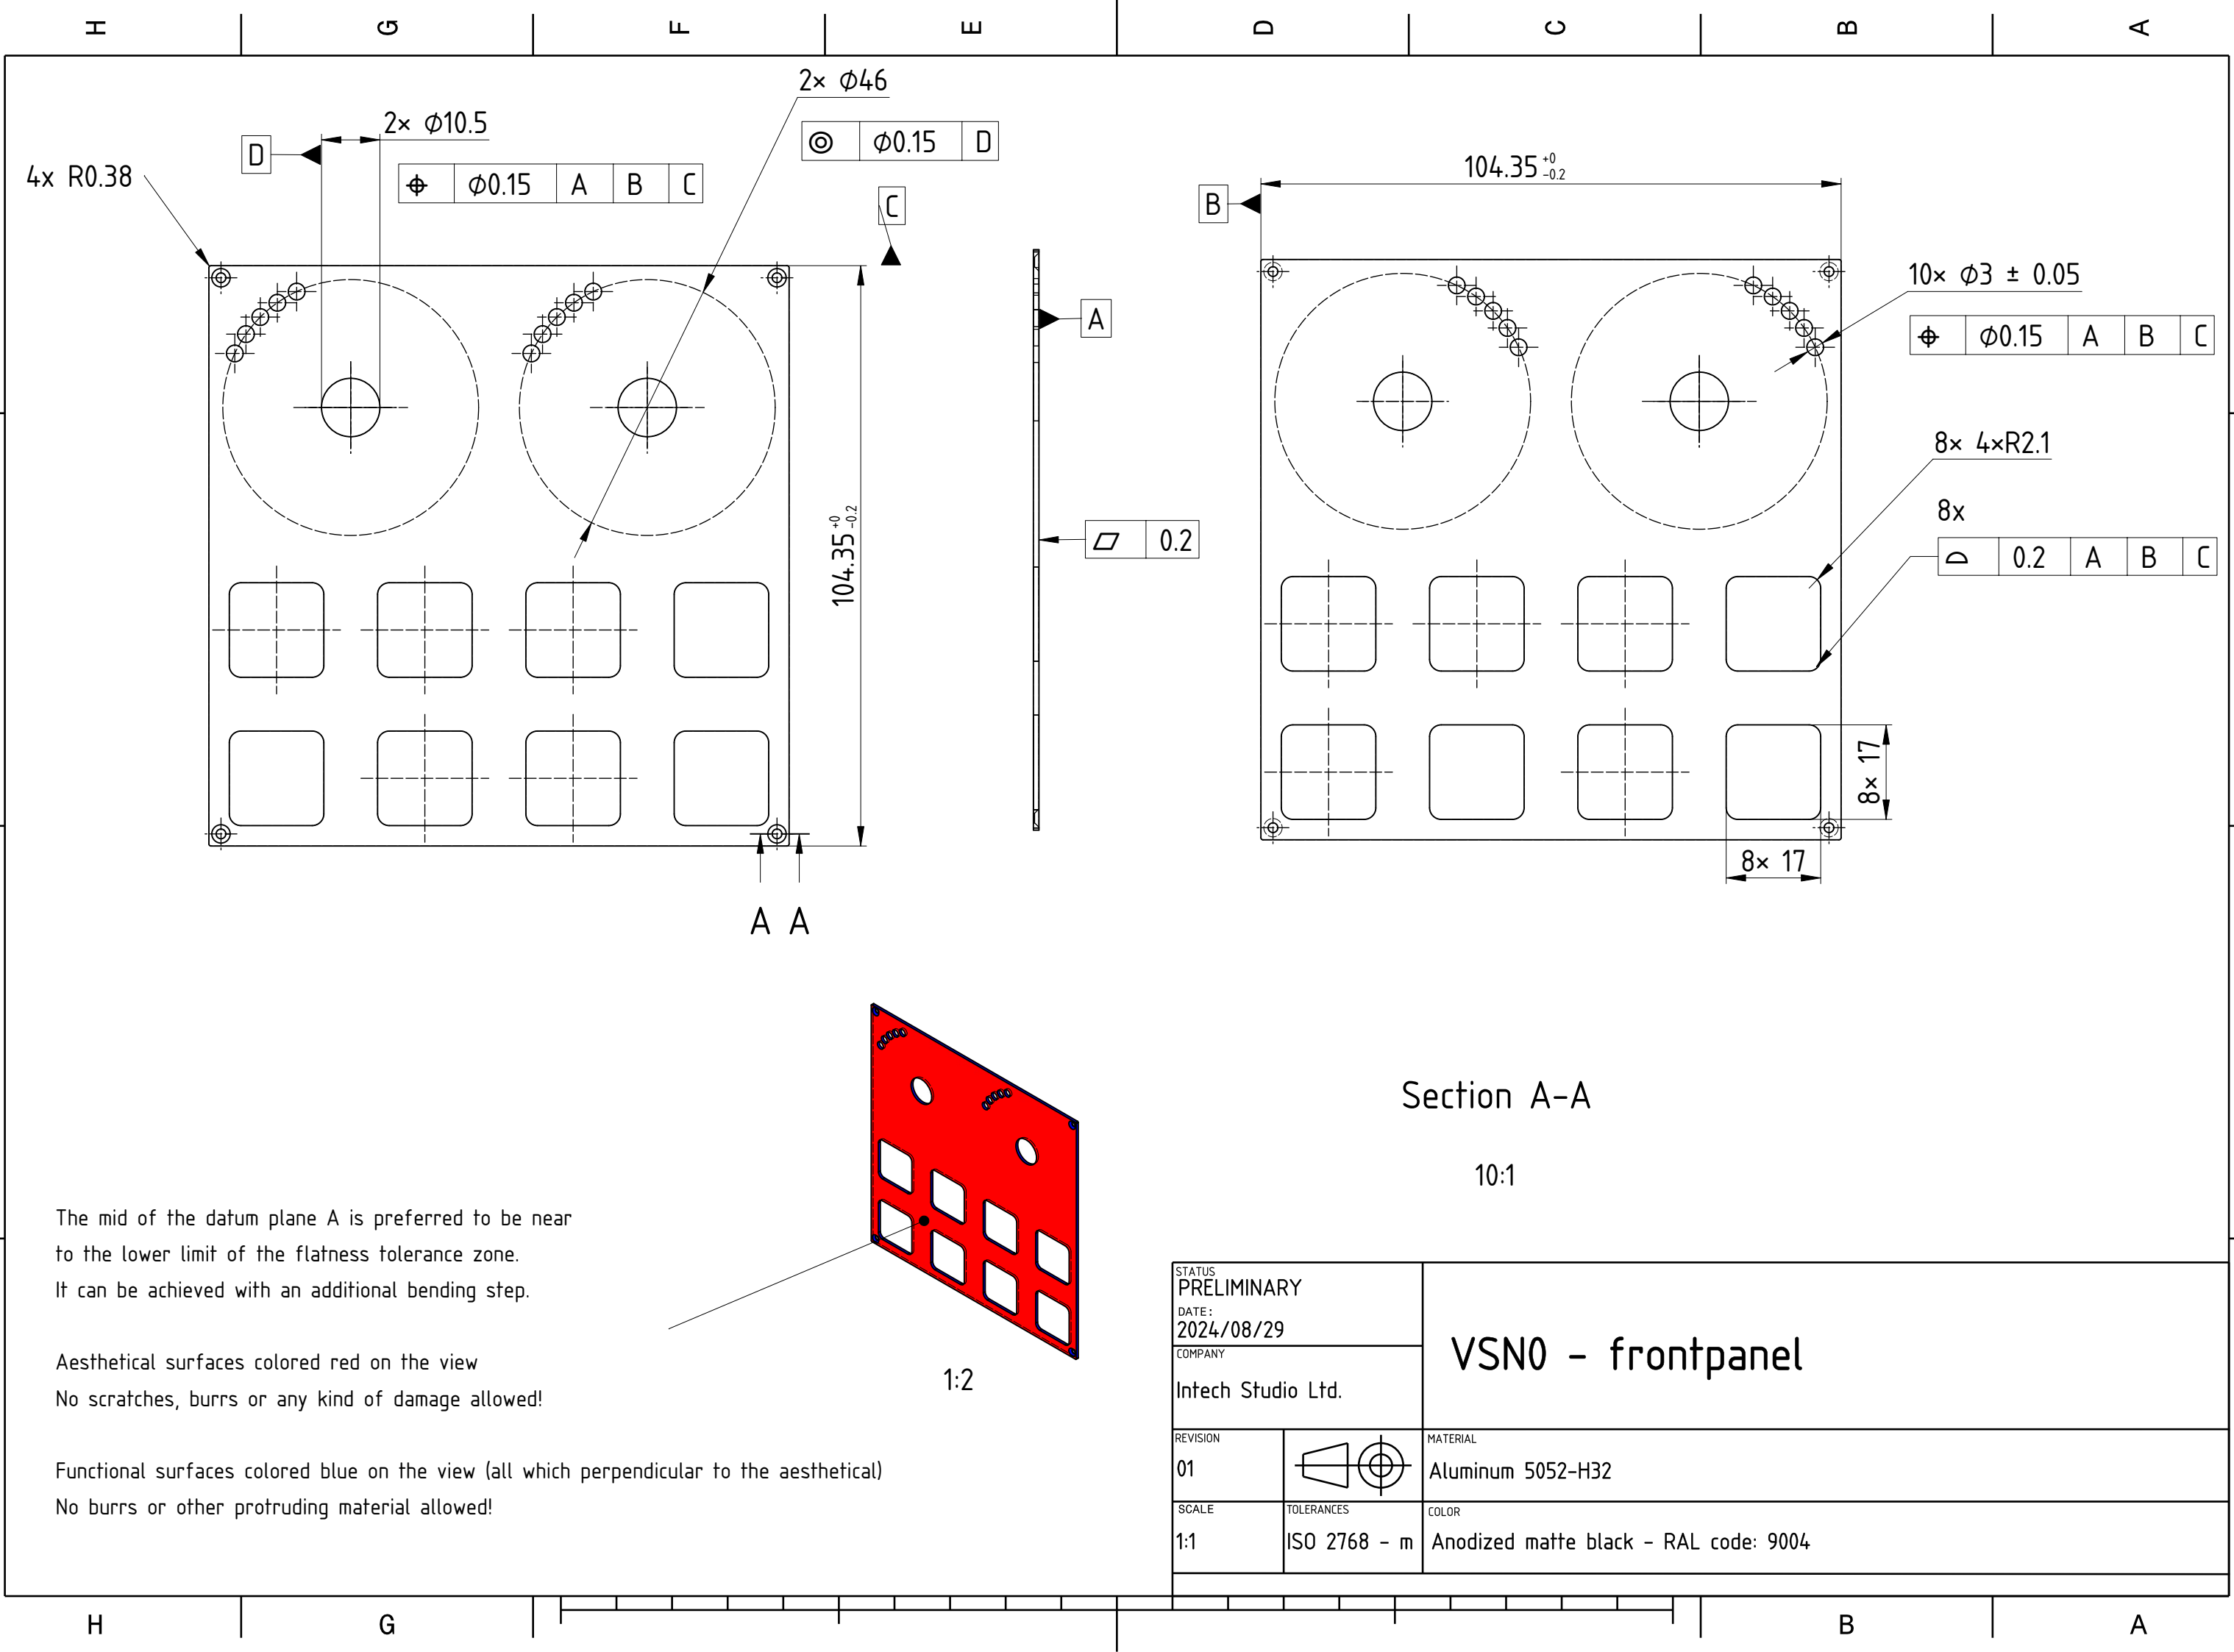 H G F E D C B A
2× Ø46
2× Ø10.5
D
⌖ Ø0.15 A B C
◎ Ø0.15 D
4x R0.38
C
104.35 +0 -0.2
B
A
10× Ø3 ± 0.05
⌖ Ø0.15 A B C
8× 4×R2.1
8x
⌓ 0.2 A B C
104.35 +0 -0.2
⏥ 0.2
8× 17
8× 17
A A
Section A-A
10:1
1:2
The mid of the datum plane A is preferred to be near
to the lower limit of the flatness tolerance zone.
It can be achieved with an additional bending step.
Aesthetical surfaces colored red on the view
No scratches, burrs or any kind of damage allowed!
Functional surfaces colored blue on the view (all which perpendicular to the aesthetical)
No burrs or other protruding material allowed!
STATUS
PRELIMINARY
DATE:
2024/08/29
COMPANY
Intech Studio Ltd.
VSN0 - frontpanel
REVISION
01
MATERIAL
Aluminum 5052-H32
SCALE
1:1
TOLERANCES
ISO 2768 - m
COLOR
Anodized matte black - RAL code: 9004
H G B A